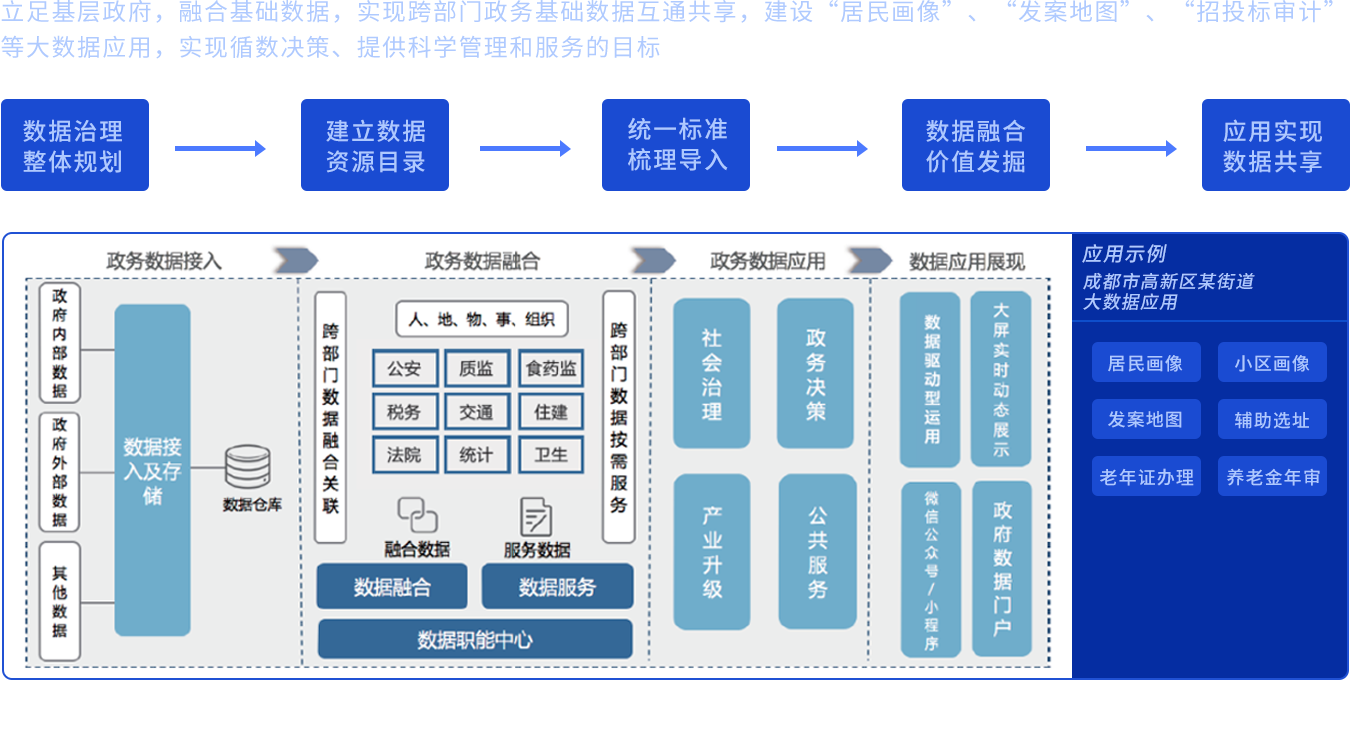 立足基层政府，融合基础数据，实现跨部门政务基础数据互通共享，建设“居民画像”、“发案地图”、“招投标审计”
等大数据应用，实现循数决策、提供科学管理和服务的目标
数据治理
整体规划
建立数据
资源目录
统一标准
梳理导入
数据融合
价值发掘
应用实现
数据共享
政务数据接入
政务数据融合
政务数据应用
数据应用展现
政府内部数据
政府外部数据
其他数据
数据接
入及存
储
数据仓库
跨部门数据融合关联
人、地、物、事、组织
公安 质监 食药监
税务 交通 住建
法院 统计 卫生
融合数据
服务数据
数据融合
数据服务
数据职能中心
跨部门数据按需服务
社会治理
政务决策
产业升级
公共服务
数据驱动型运用
大屏实时动态展示
微信公众号/小程序
政府数据门户
应用示例
成都市高新区某街道
大数据应用
居民画像 小区画像
发案地图 辅助选址
老年证办理 养老金年审